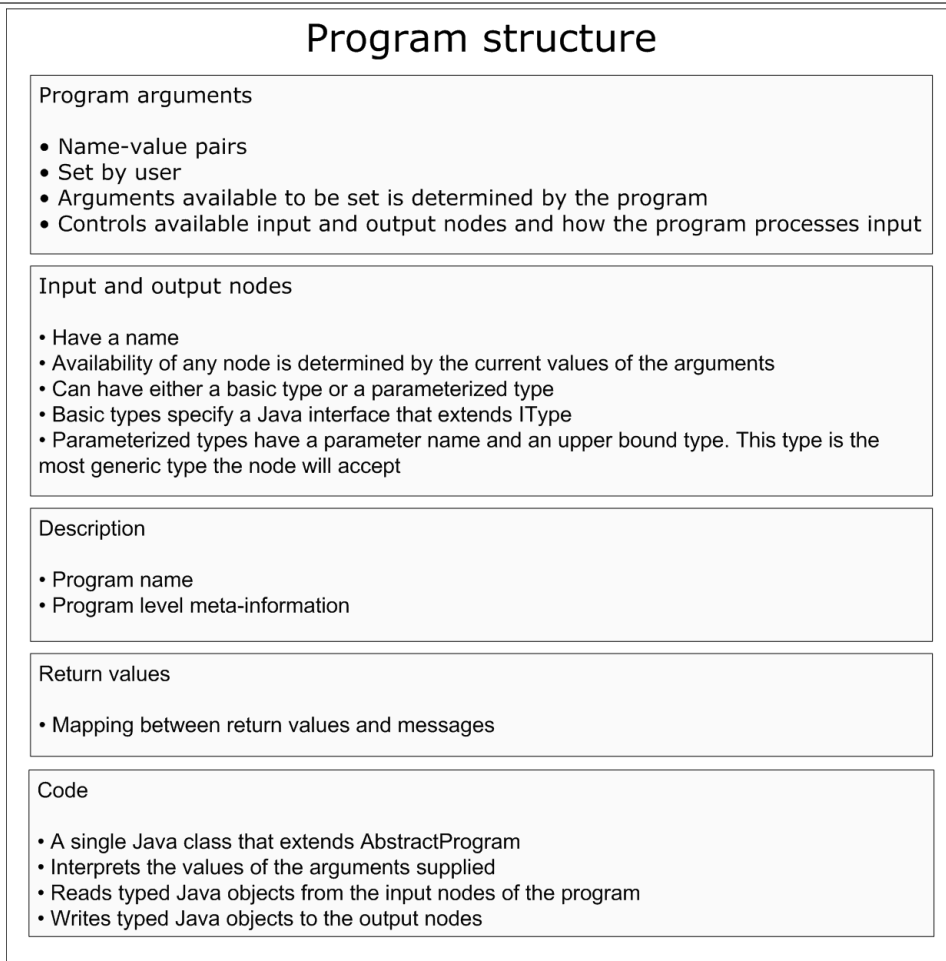 Program structure
Program arguments
• Name-value pairs
• Set by user
• Arguments available to be set is determined by the program
• Controls available input and output nodes and how the program processes input
Input and output nodes
• Have a name
• Availability of any node is determined by the current values of the arguments
• Can have either a basic type or a parameterized type
• Basic types specify a Java interface that extends IType
• Parameterized types have a parameter name and an upper bound type. This type is the
most generic type the node will accept
Description
• Program name
• Program level meta-information
Return values
• Mapping between return values and messages
Code
• A single Java class that extends AbstractProgram
• Interprets the values of the arguments supplied
• Reads typed Java objects from the input nodes of the program
• Writes typed Java objects to the output nodes